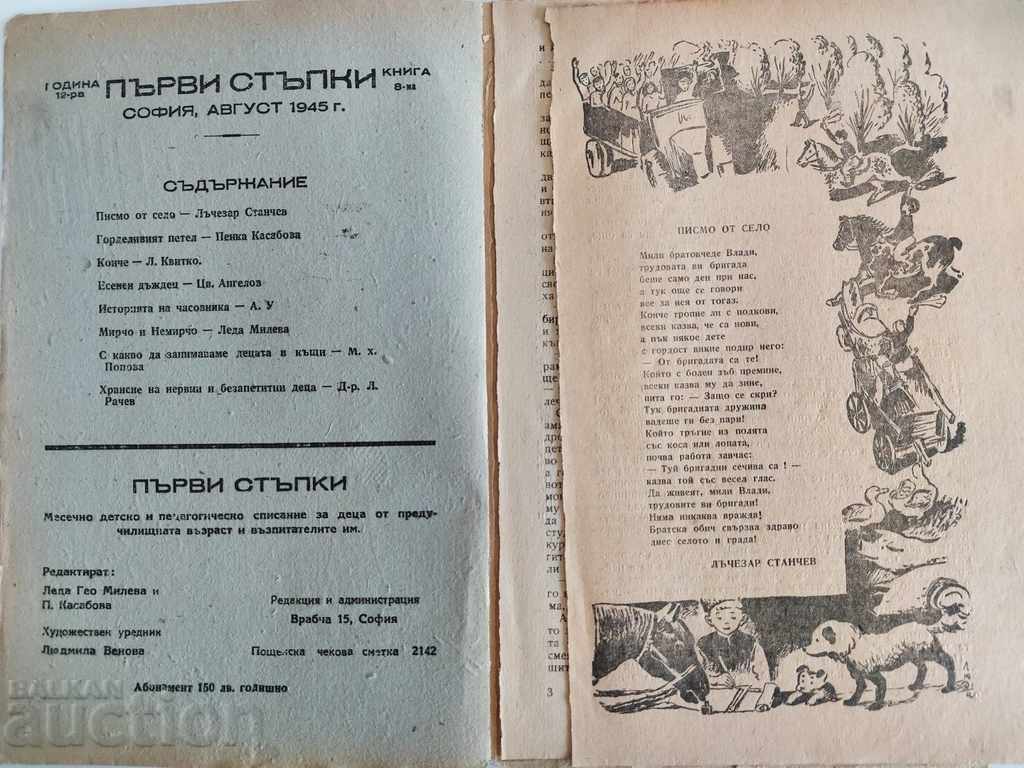 ГОДИНА
12-ра
ПЪРВИ СТЪПКИ
КНИГА
8-ма
СОФИЯ, АВГУСТ 1945 г.
СЪДЪРЖАНИЕ
Писмо от село — Лъчезар Станчев
Горделивият петел — Пенка Касабова
Конче — Л. Квитко.
Есенен дъждец — Цв. Ангелов
Историята на часовника — А. У
Мирчо и Немирчо — Леда Милева
С какво да занимаваме децата в къщи — М. х.
Попова
Хранене на нервни и безапетитни деца — Д-р. Л.
Рачев
ПЪРВИ СТЪПКИ
Месечно детско и педагогическо списание за деца от преду-
чилищната възраст и възпитателите им.
Редактират:
Леда Гео Милева и
П. Касабова
Художествен уредник
Людмила Венова
Редакция и администрация
Врабча 15, София
Пощенска чекова сметка 2142
Абонамент 150 лв. годишно
БАЛКАН
auction
ПИСМО ОТ СЕЛО
Мили братовчеде Влади,
трудовата ви бригада
беше само ден при нас,
а тук още се говори
все за нея от тогаз.
Конче тропне ли с подкови,
всеки казва, че са нови,
а пък някое дете
с гордост викне подир него:
— От бригадата са те!
Който с болен зъб премине,
всеки казва му да зине,
пита го: — Защо се скри?
Тук бригадната дружина
вадеше ги без пари!
Който тръгне из полята
със коса или лопата,
почва работа завчас:
— Туй бригадни сечива са ! —
казва той със весел глас.
Да живеят, мили Влади,
трудовите ви бригади!
Няма никаква вражда!
Братска обич свързва здраво
днес селото и града!
ЛЪЧЕЗАР СТАНЧЕВ
3